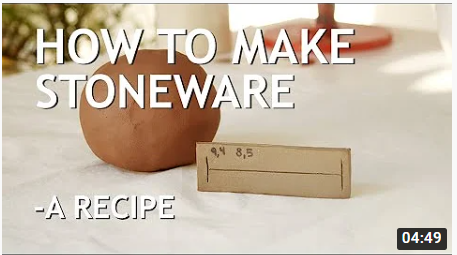 HOW TO MAKE
STONEWARE
9,4 8,5
-A RECIPE
04:49